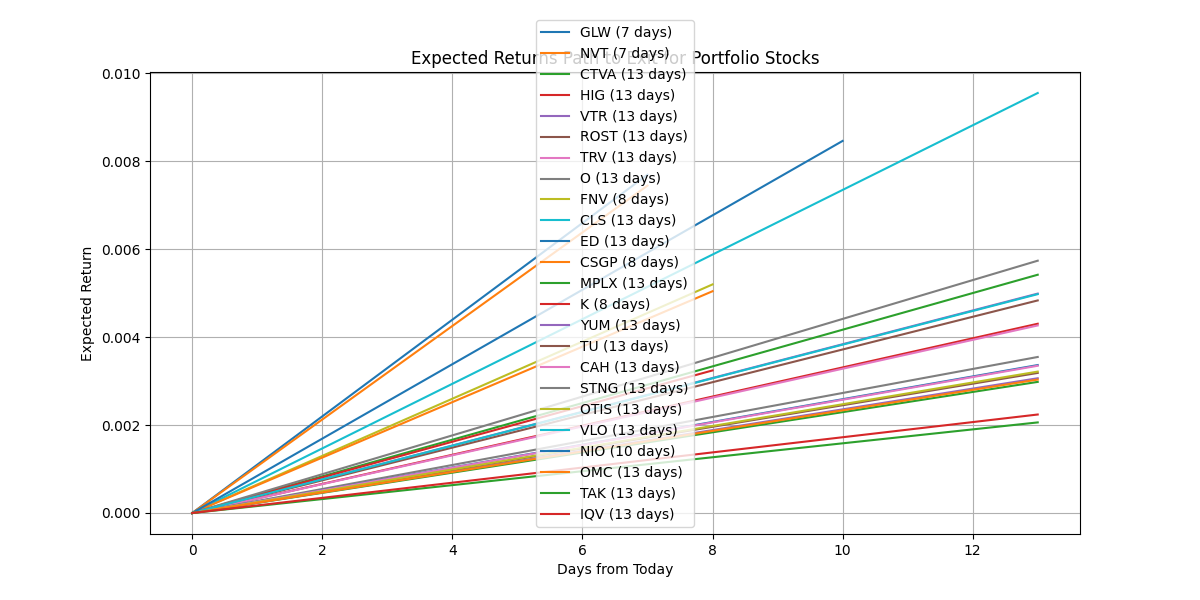 Expected Returns Path to Exit for Portfolio Stocks
GLW (7 days)
NVT (7 days)
CTVA (13 days)
HIG (13 days)
VTR (13 days)
ROST (13 days)
TRV (13 days)
O (13 days)
FNV (8 days)
CLS (13 days)
ED (13 days)
CSGP (8 days)
MPLX (13 days)
K (8 days)
YUM (13 days)
TU (13 days)
CAH (13 days)
STNG (13 days)
OTIS (13 days)
VLO (13 days)
NIO (10 days)
OMC (13 days)
TAK (13 days)
IQV (13 days)
Expected Return
0.010
0.008
0.006
0.004
0.002
0.000
0 2 4 6 8 10 12
Days from Today